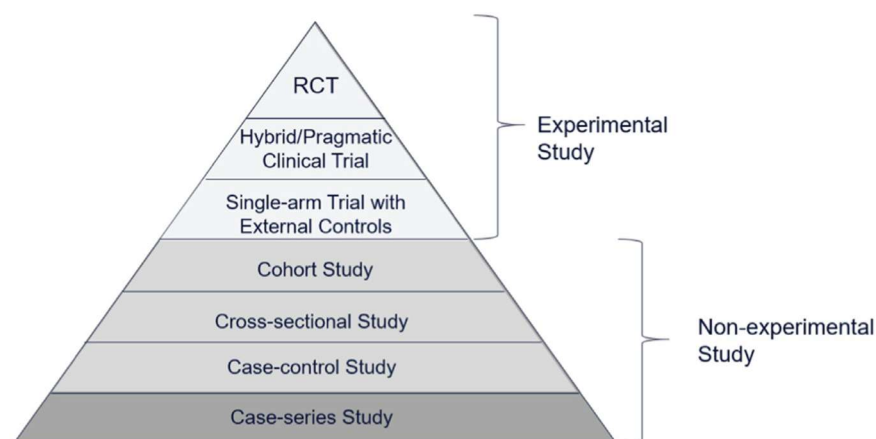 RCT
Hybrid/Pragmatic
Clinical Trial
Single-arm Trial with
External Controls
Cohort Study
Cross-sectional Study
Case-control Study
Case-series Study
Experimental
Study
Non-experimental
Study